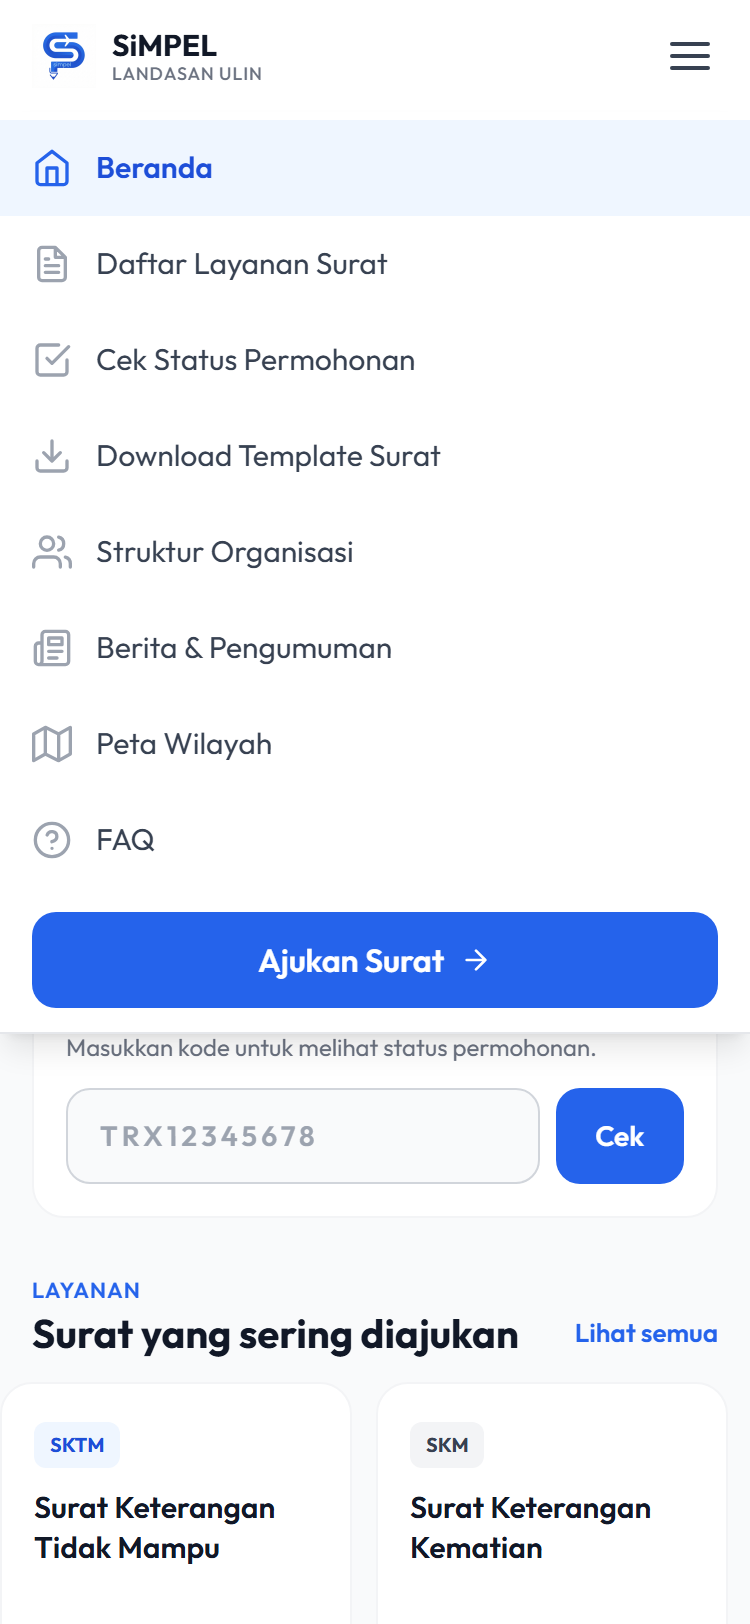 SiMPEL
LANDASAN ULIN
Beranda
Daftar Layanan Surat
Cek Status Permohonan
Download Template Surat
Struktur Organisasi
Berita & Pengumuman
Peta Wilayah
FAQ
Ajukan Surat →
Masukkan kode untuk melihat status permohonan.
TRX12345678
Cek
LAYANAN
Surat yang sering diajukan
Lihat semua
SKTM
Surat Keterangan
Tidak Mampu
SKM
Surat Keterangan
Kematian